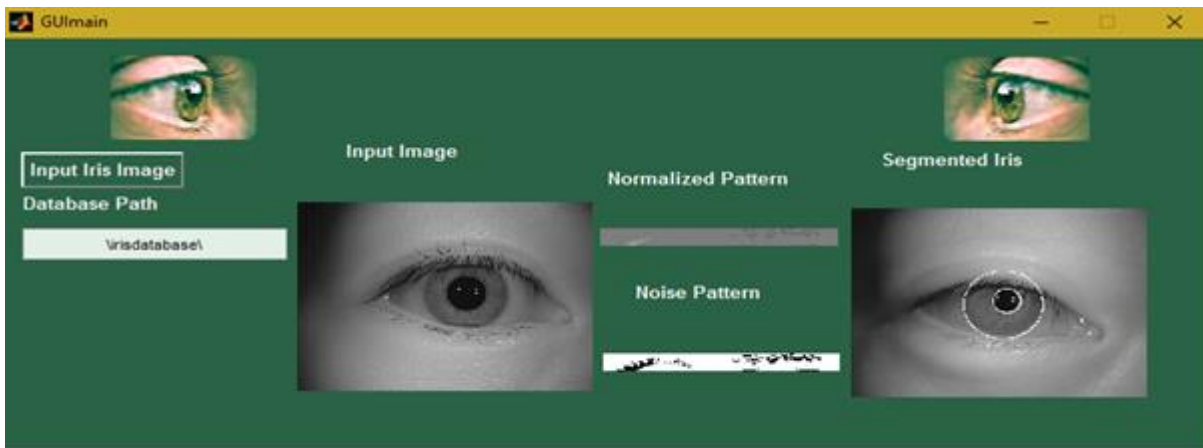 GUImain
Input Iris Image
Database Path
\irisdatabase\
Input Image
Normalized Pattern
Noise Pattern
Segmented Iris